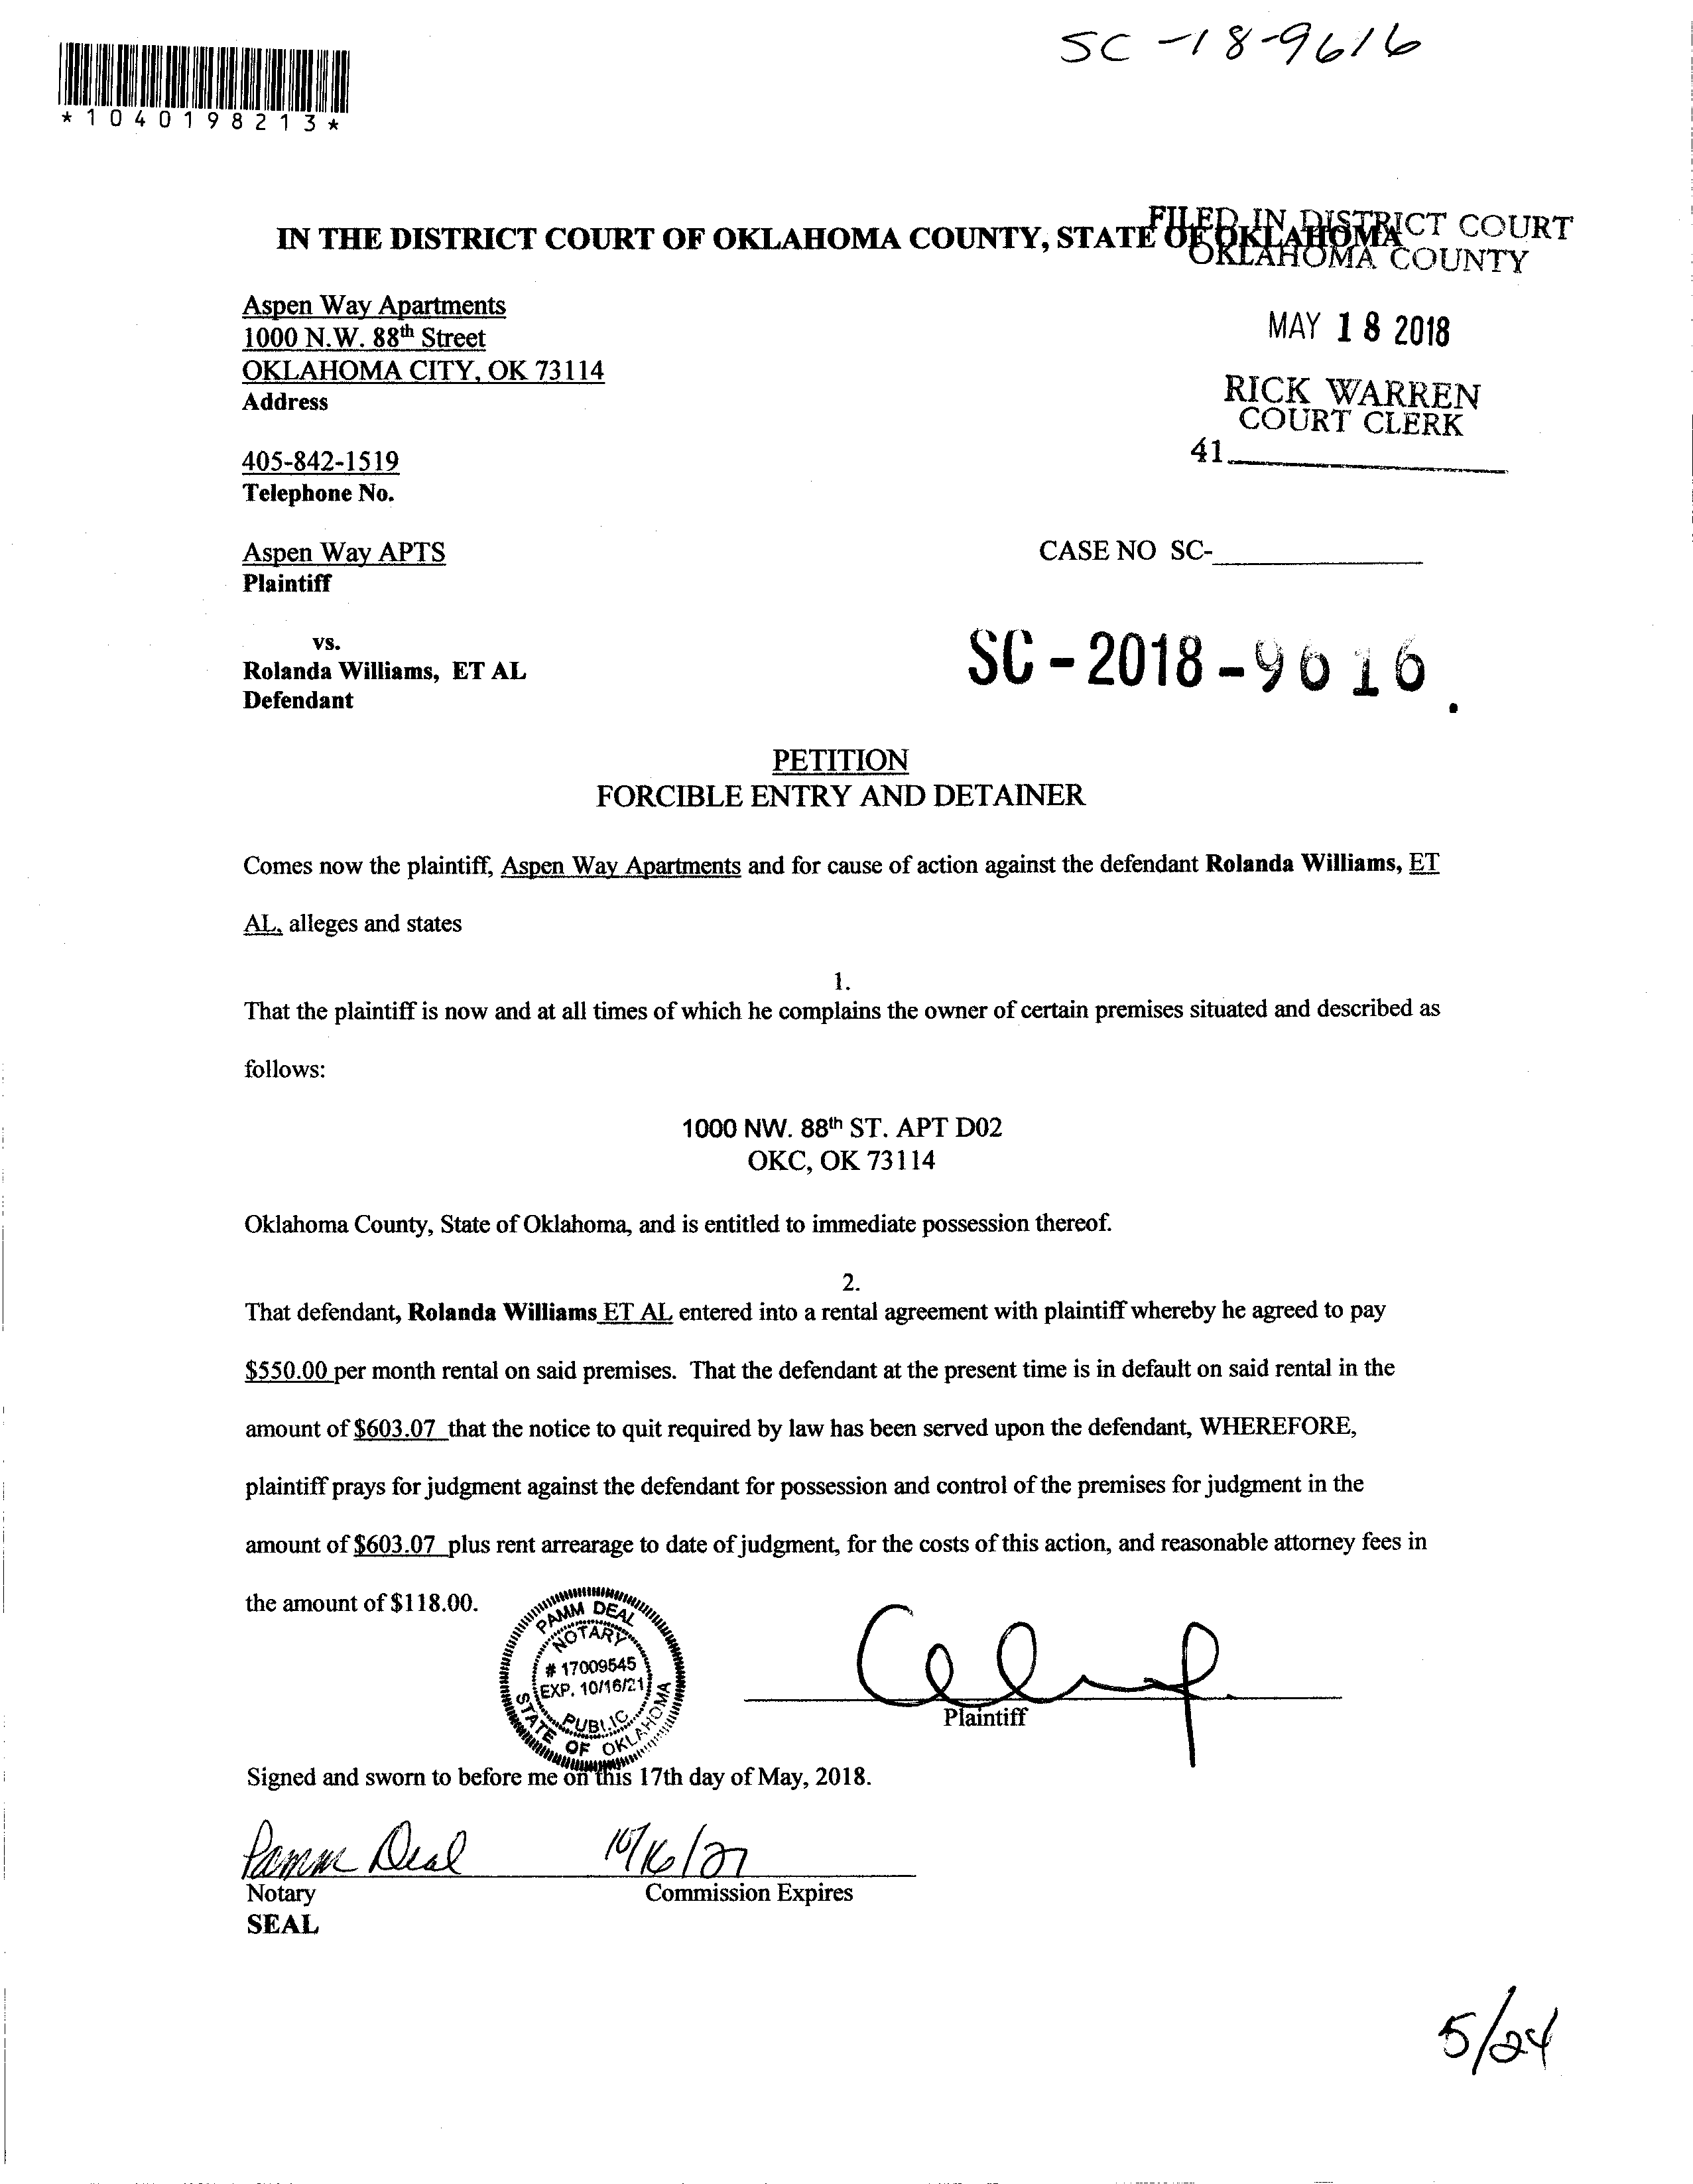 SC-18-9616
*1040198213*
IN THE DISTRICT COURT OF OKLAHOMA COUNTY, STATE OF OKLAHOMA
FILED IN DISTRICT COURT
OKLAHOMA COUNTY
Aspen Way Apartments
1000 N.W. 88th Street
OKLAHOMA CITY, OK 73114
Address
MAY 18 2018
RICK WARREN
COURT CLERK
41
405-842-1519
Telephone No.
Aspen Way APTS
Plaintiff
CASE NO SC-
vs.
Rolanda Williams, ET AL
Defendant
SC-2018-9616
PETITION
FORCIBLE ENTRY AND DETAINER
Comes now the plaintiff, Aspen Way Apartments and for cause of action against the defendant Rolanda Williams, ET
AL, alleges and states
1.
That the plaintiff is now and at all times of which he complains the owner of certain premises situated and described as
follows:
1000 NW. 88th ST. APT D02
OKC, OK 73114
Oklahoma County, State of Oklahoma, and is entitled to immediate possession thereof.
2.
That defendant, Rolanda Williams ET AL entered into a rental agreement with plaintiff whereby he agreed to pay
$550.00 per month rental on said premises. That the defendant at the present time is in default on said rental in the
amount of $603.07 that the notice to quit required by law has been served upon the defendant, WHEREFORE,
plaintiff prays for judgment against the defendant for possession and control of the premises for judgment in the
amount of $603.07 plus rent arrearage to date of judgment, for the costs of this action, and reasonable attorney fees in
the amount of $118.00.
PAMM DEAL
NOTARY
# 17009545
EXP. 10/16/21
PUBLIC
STATE OF OKLAHOMA
Plaintiff
Signed and sworn to before me on this 17th day of May, 2018.
Pamm Deal
Notary
Commission Expires
SEAL
5/24